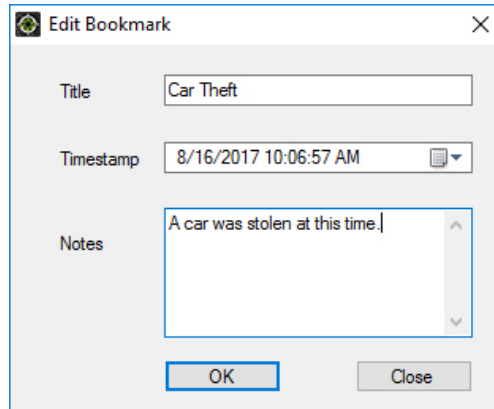 Edit Bookmark
Title
Car Theft
Timestamp
8/16/2017 10:06:57 AM
Notes
A car was stolen at this time.
OK
Close